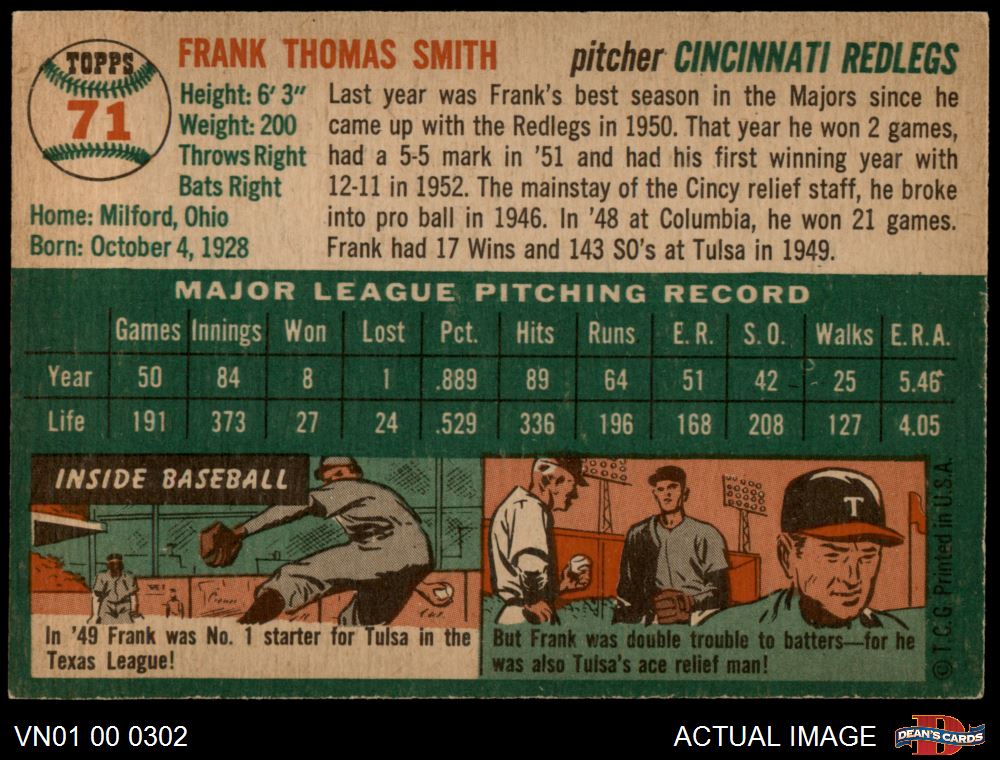 TOPPS
71
FRANK THOMAS SMITH
pitcher CINCINNATI REDLEGS
Height: 6' 3"
Weight: 200
Throws Right
Bats Right
Home: Milford, Ohio
Born: October 4, 1928
Last year was Frank's best season in the Majors since he
came up with the Redlegs in 1950. That year he won 2 games,
had a 5-5 mark in '51 and had his first winning year with
12-11 in 1952. The mainstay of the Cincy relief staff, he broke
into pro ball in 1946. In '48 at Columbia, he won 21 games.
Frank had 17 Wins and 143 SO's at Tulsa in 1949.
MAJOR LEAGUE PITCHING RECORD
Games Innings Won Lost Pct. Hits Runs E. R. S. O. Walks E.R.A.
Year 50 84 8 1 .889 89 64 51 42 25 5.46
Life 191 373 27 24 .529 336 196 168 208 127 4.05
INSIDE BASEBALL
In '49 Frank was No. 1 starter for Tulsa in the
Texas League!
T
But Frank was double trouble to batters—for he
was also Tulsa's ace relief man!
© T.C.G. Printed in U.S.A.
VN01 00 0302
ACTUAL IMAGE
D
DEAN'S CARDS